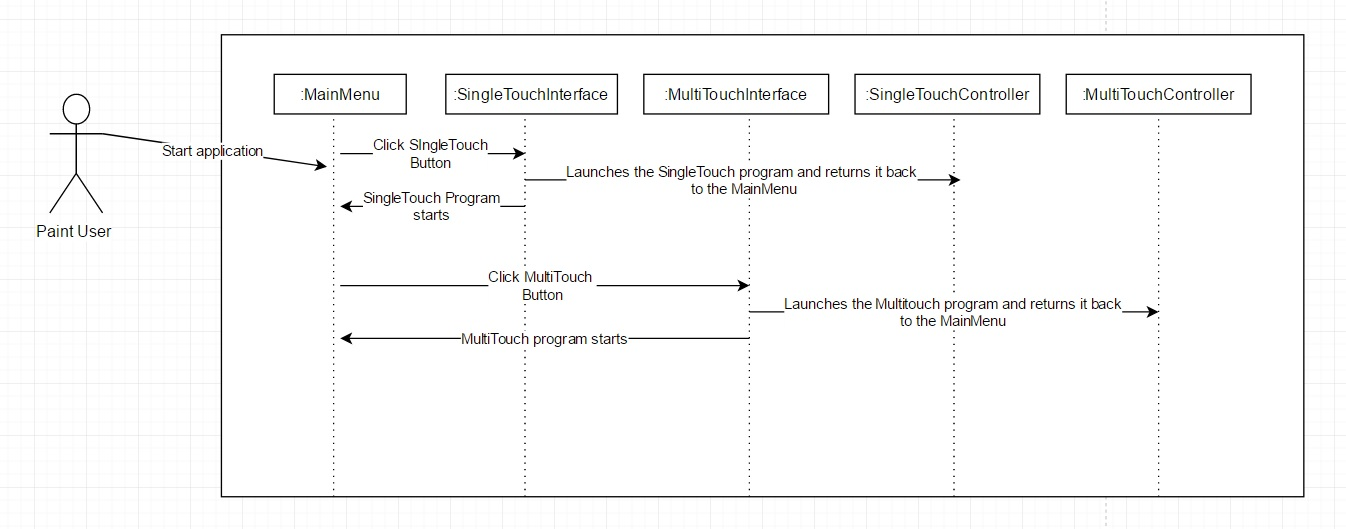 :MainMenu
:SingleTouchInterface
:MultiTouchInterface
:SingleTouchController
:MultiTouchController
Start application
Paint User
Click SIngleTouch
Button
Launches the SingleTouch program and returns it back
to the MainMenu
SingleTouch Program
starts
Click MultiTouch
Button
Launches the Multitouch program and returns it back
to the MainMenu
MultiTouch program starts